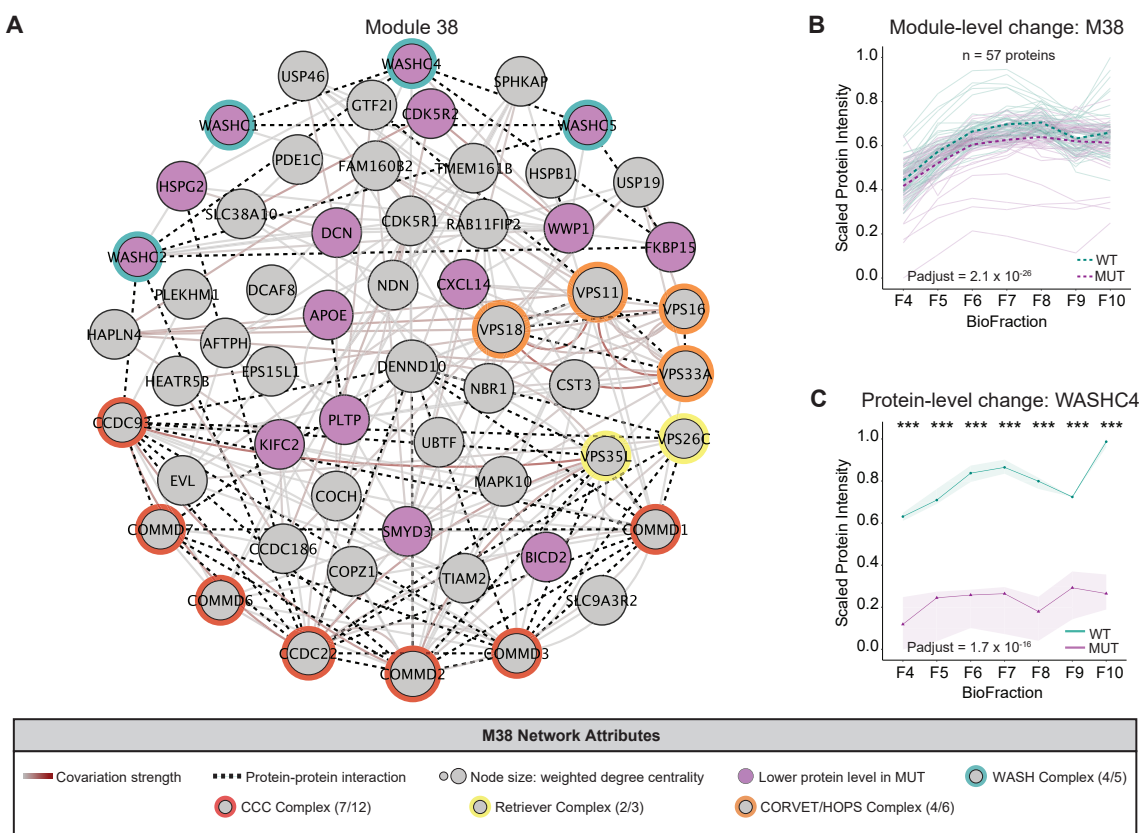 A
Module 38
WASHC4
USP46
SPHKAP
GTF2I
CDK5R2
WASHC1
WASHC5
PDE1C
FAM160B2
TMEM161B
HSPB1
USP19
HSPG2
SLC38A10
DCN
CDK5R1
RAB11FIP2
WWP1
FKBP15
WASHC2
PLEKHM1
DCAF8
NDN
CXCL14
VPS11
VPS16
APOE
VPS18
HAPLN4
AFTPH
HEATR5B
EPS15L1
DENND10
NBR1
CST3
VPS33A
PLTP
KIFC2
UBTF
VPS35L
VPS26C
EVL
COCH
MAPK10
COMMD7
CCDC186
SMYD3
COMMD1
COPZ1
TIAM2
BICD2
SLC9A3R2
COMMD6
CCDC22
COMMD2
COMMD3
B
Module-level change: M38
n = 57 proteins
Scaled Protein Intensity
1.0
0.8
0.6
0.4
0.2
0.0
WT
MUT
Padjust = 2.1 x 10-26
F4 F5 F6 F7 F8 F9 F10
BioFraction
C
Protein-level change: WASHC4
*** *** *** *** *** *** ***
Scaled Protein Intensity
1.0
0.8
0.6
0.4
0.2
0.0
WT
MUT
Padjust = 1.7 x 10-16
F4 F5 F6 F7 F8 F9 F10
BioFraction
M38 Network Attributes
Covariation strength
Protein-protein interaction
Node size: weighted degree centrality
Lower protein level in MUT
WASH Complex (4/5)
CCC Complex (7/12)
Retriever Complex (2/3)
CORVET/HOPS Complex (4/6)